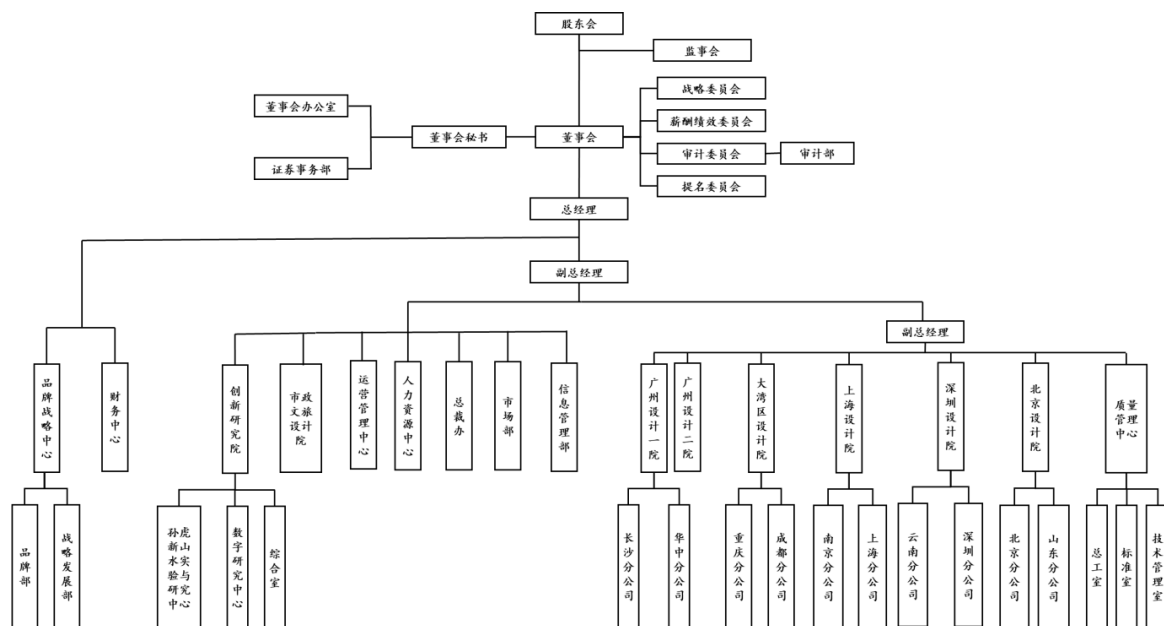 股东会
监事会
战略委员会
董事会办公室
薪酬绩效委员会
董事会秘书
董事会
审计委员会
审计部
证券事务部
提名委员会
总经理
副总经理
副总经理
品牌战略中心
财务中心
创新研究院
市政文旅设计院
运营管理中心
人力资源中心
总裁办
市场部
信息管理部
广州设计一院
广州设计二院
大湾区设计院
上海设计院
深圳设计院
北京设计院
质量管理中心
品牌部
战略发展部
孙虎新山水实验与研究中心
数字研究中心
综合室
长沙分公司
华中分公司
重庆分公司
成都分公司
南京分公司
上海分公司
云南分公司
深圳分公司
北京分公司
山东分公司
总工室
标准室
技术管理室